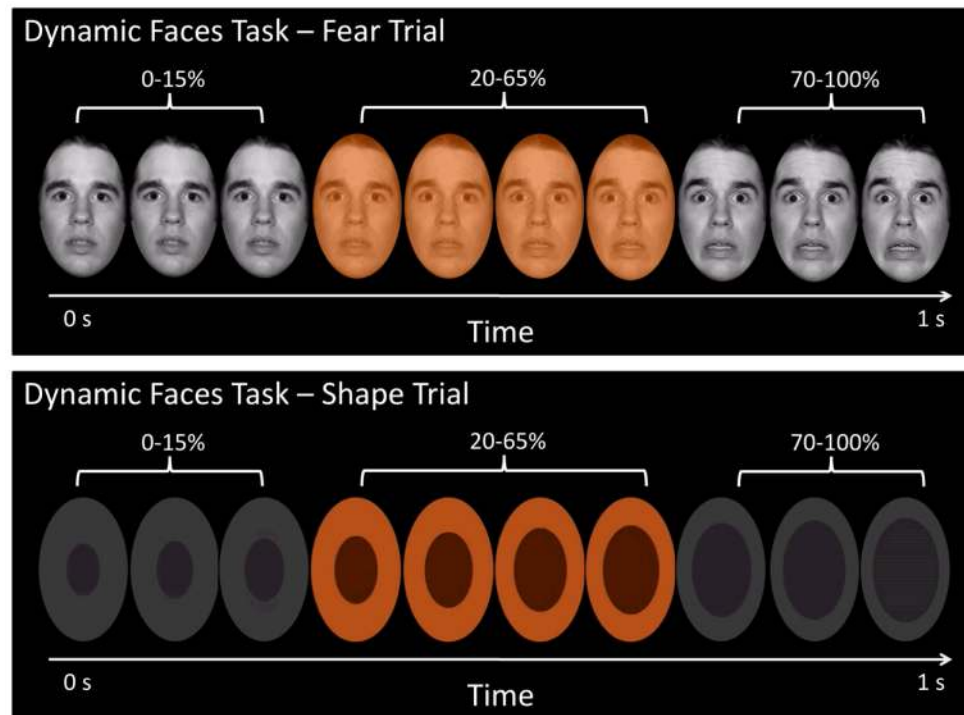 Dynamic Faces Task – Fear Trial
0-15% 20-65% 70-100%
0 s 1 s
Time
Dynamic Faces Task – Shape Trial
0-15% 20-65% 70-100%
0 s 1 s
Time